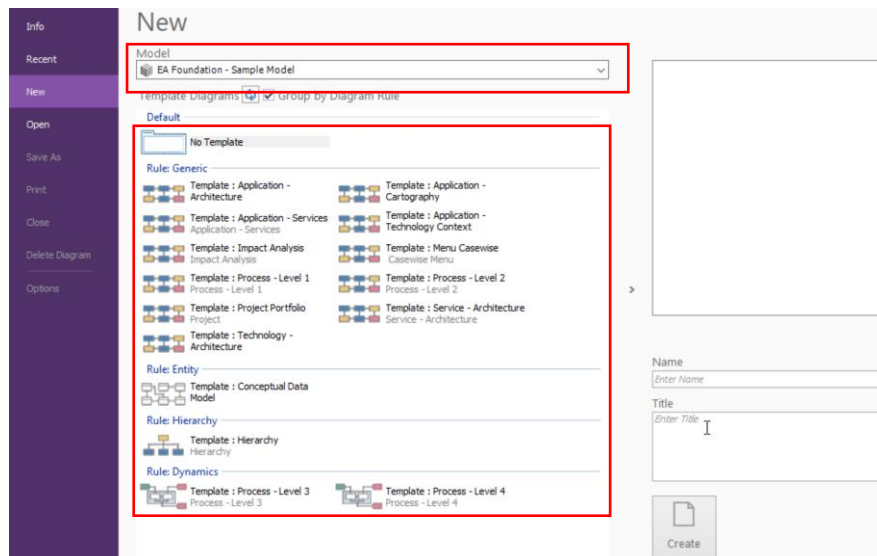 Info
Recent
New
Open
Save As
Print
Close
Delete Diagram
Options
New
Model
EA Foundation - Sample Model
Template Diagrams Group by Diagram Rule
Default
No Template
Rule: Generic
Template : Application -
Architecture
Template : Application -
Cartography
Template : Application - Services
Application - Services
Template : Application -
Technology Context
Template : Impact Analysis
Impact Analysis
Template : Menu Casewise
Casewise Menu
Template : Process - Level 1
Process - Level 1
Template : Process - Level 2
Process - Level 2
Template : Project Portfolio
Project
Template : Service - Architecture
Service - Architecture
Template : Technology -
Architecture
Rule: Entity
Template : Conceptual Data
Model
Rule: Hierarchy
Template : Hierarchy
Hierarchy
Rule: Dynamics
Template : Process - Level 3
Process - Level 3
Template : Process - Level 4
Process - Level 4
Name
Enter Name
Title
Enter Title
Create